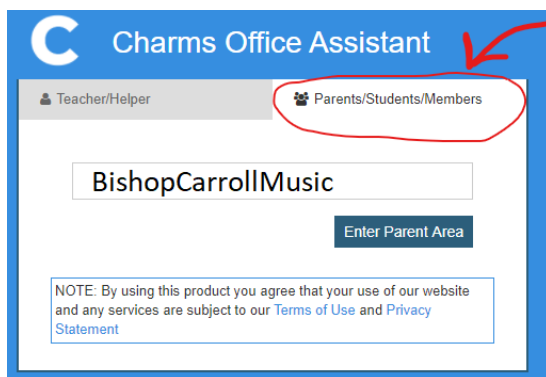 C Charms Office Assistant
Teacher/Helper
Parents/Students/Members
BishopCarrollMusic
Enter Parent Area
NOTE: By using this product you agree that your use of our website
and any services are subject to our Terms of Use and Privacy
Statement